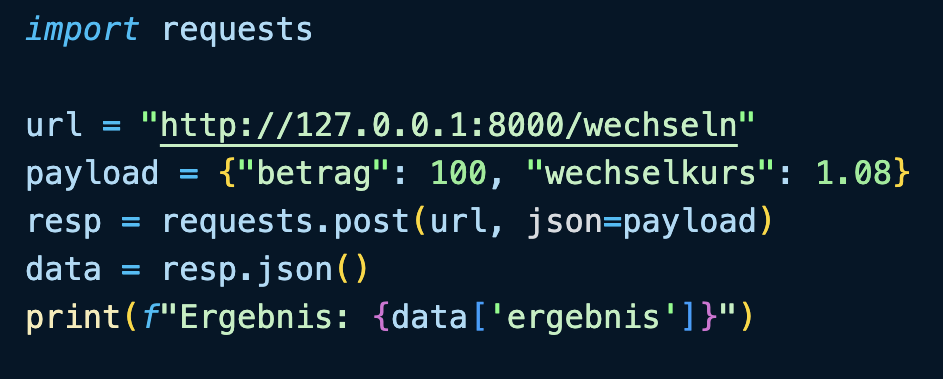 import requests
url = "http://127.0.0.1:8000/wechseln"
payload = {"betrag": 100, "wechselkurs": 1.08}
resp = requests.post(url, json=payload)
data = resp.json()
print(f"Ergebnis: {data['ergebnis']}")